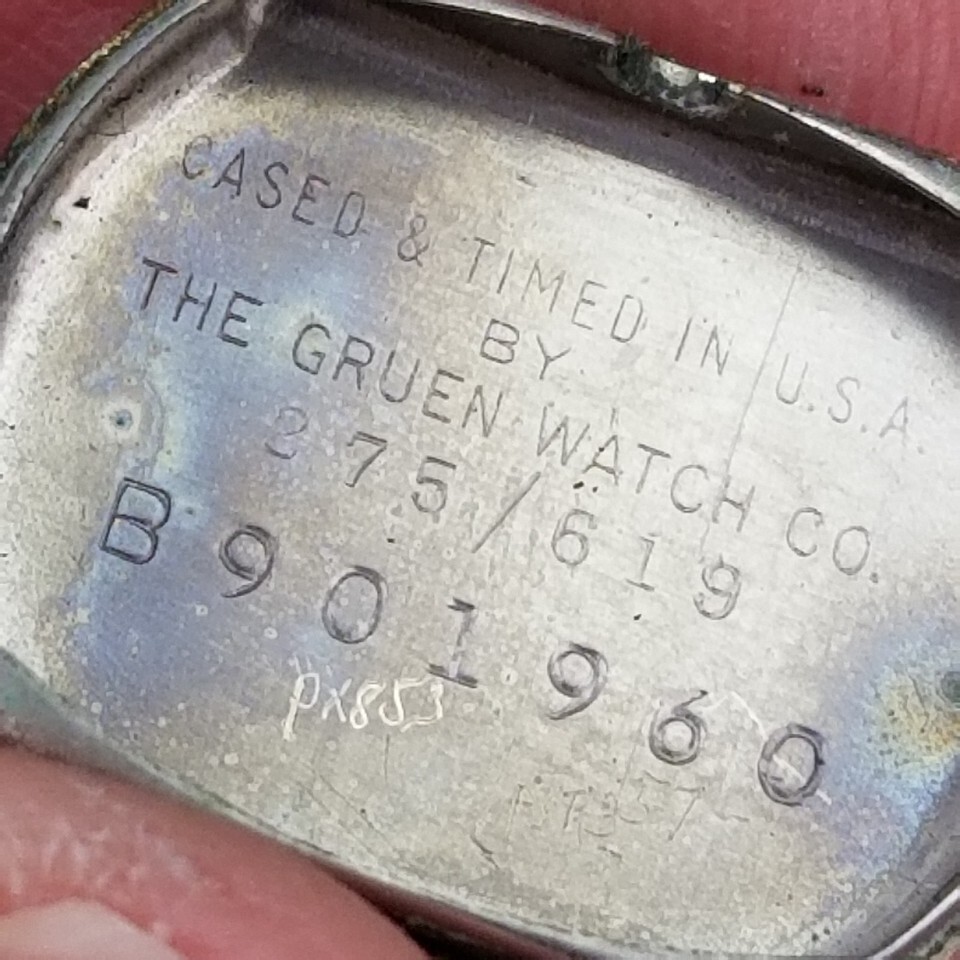 CASED & TIMED IN U.S.A.
BY
THE GRUEN WATCH CO.
275/619
B901960
PX853